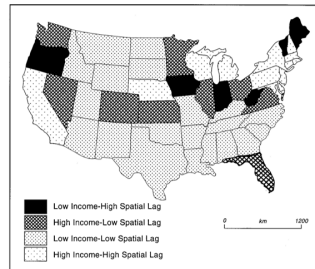 Low Income-High Spatial Lag
High Income-Low Spatial Lag
Low Income-Low Spatial Lag
High Income-High Spatial Lag
0 km 1200